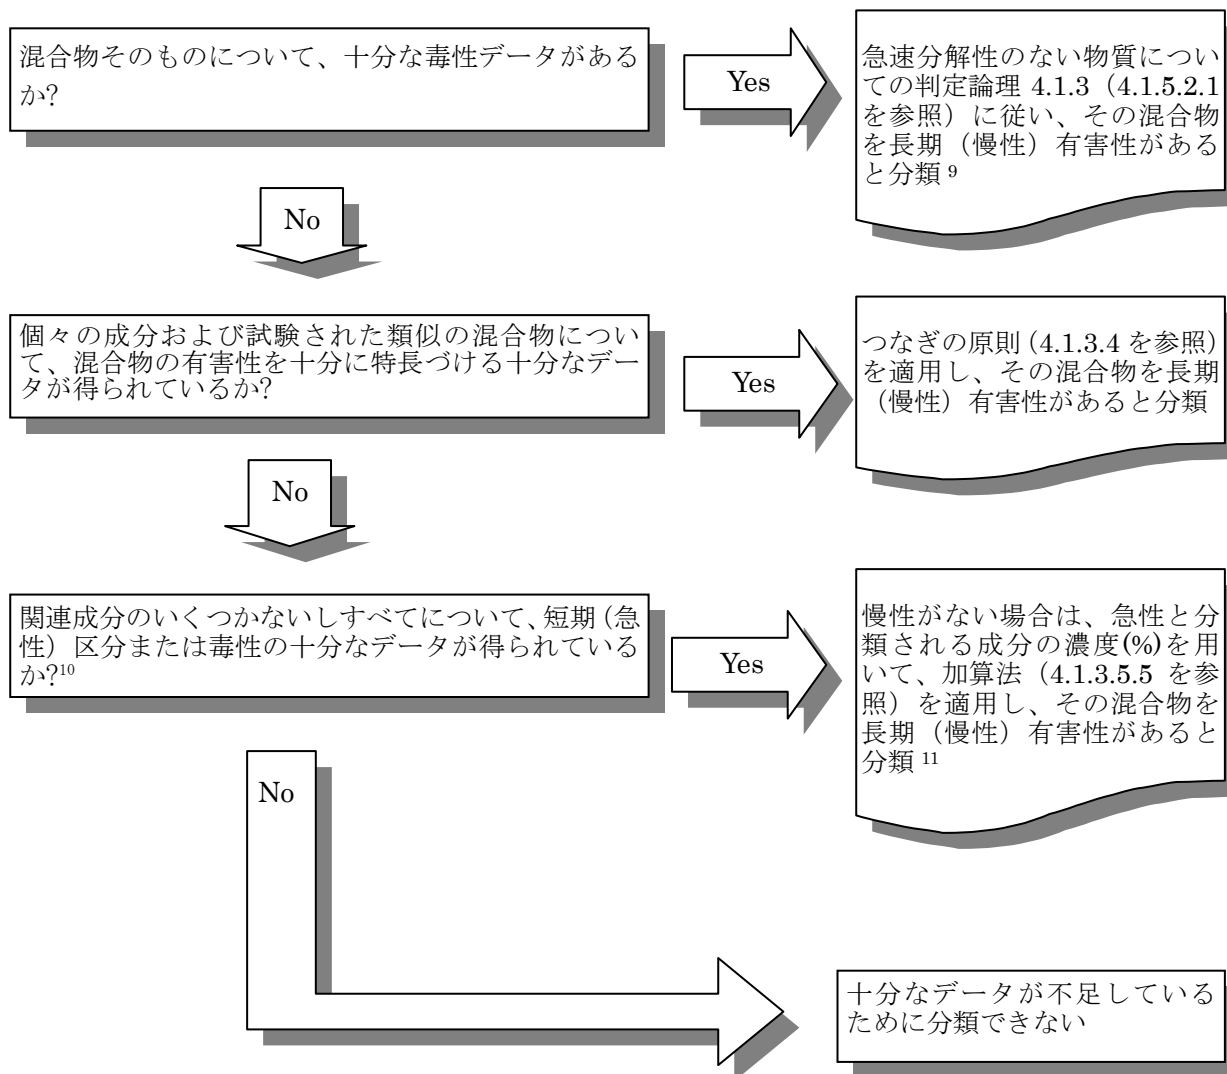 混合物そのものについて、十分な毒性データがある
か?
Yes
急速分解性のない物質につい
ての判定論理 4.1.3（4.1.5.2.1
を参照）に従い、その混合物
を長期（慢性）有害性がある
と分類 9
No
個々の成分および試験された類似の混合物につい
て、混合物の有害性を十分に特長づける十分なデー
タが得られているか?
Yes
つなぎの原則(4.1.3.4 を参照)
を適用し、その混合物を長期
（慢性）有害性があると分類
No
関連成分のいくつかないしすべてについて、短期(急
性）区分または毒性の十分なデータが得られている
か?10
Yes
慢性がない場合は、急性と分
類される成分の濃度(%)を用
いて、加算法（4.1.3.5.5 を参
照）を適用し、その混合物を
長期（慢性）有害性があると
分類 11
No
十分なデータが不足している
ために分類できない